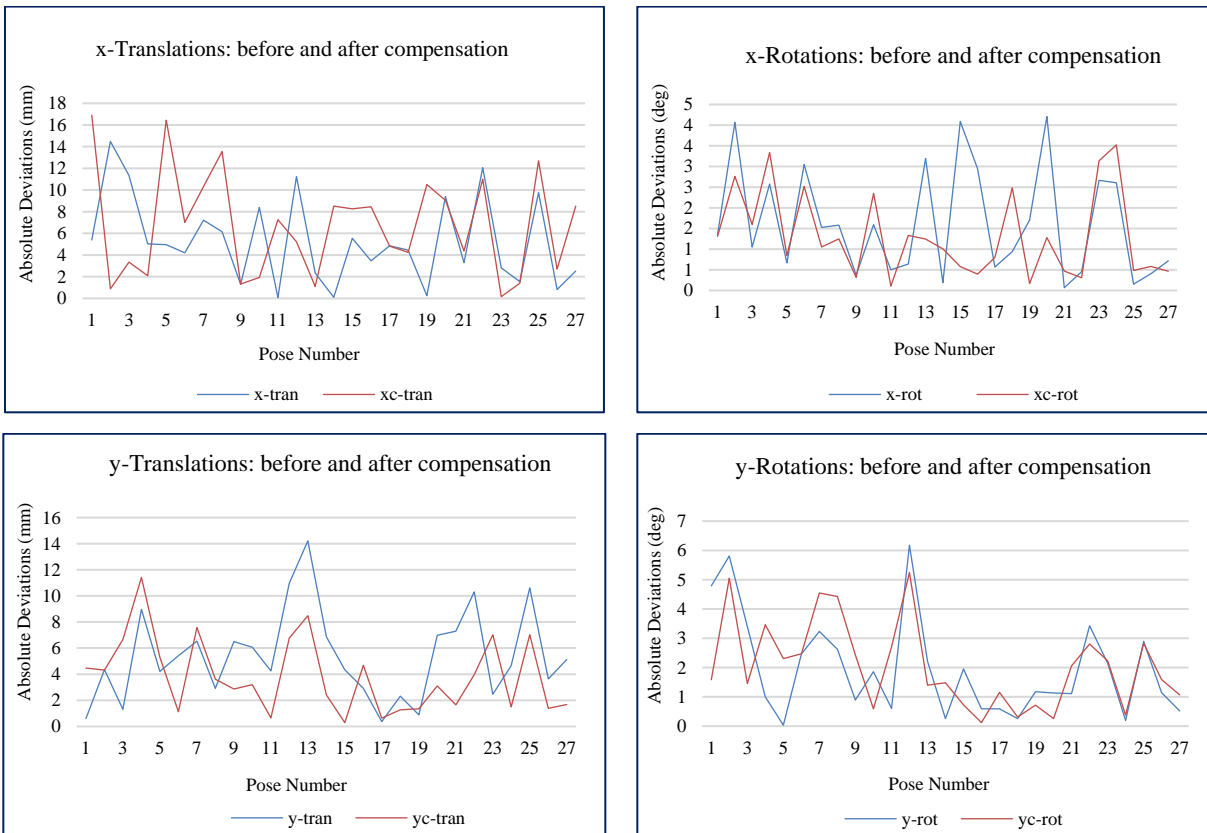 x-Translations: before and after compensation
Absolute Deviations (mm)
18
16
14
12
10
8
6
4
2
0
1 3 5 7 9 11 13 15 17 19 21 23 25 27
Pose Number
x-tran xc-tran
x-Rotations: before and after compensation
Absolute Deviations (deg)
5
4
4
3
3
2
2
1
1
0
1 3 5 7 9 11 13 15 17 19 21 23 25 27
Pose Number
x-rot xc-rot
y-Translations: before and after compensation
Absolute Deviations (mm)
16
14
12
10
8
6
4
2
0
1 3 5 7 9 11 13 15 17 19 21 23 25 27
Pose Number
y-tran yc-tran
y-Rotations: before and after compensation
Absolute Deviations (deg)
7
6
5
4
3
2
1
0
1 3 5 7 9 11 13 15 17 19 21 23 25 27
Pose Number
y-rot yc-rot